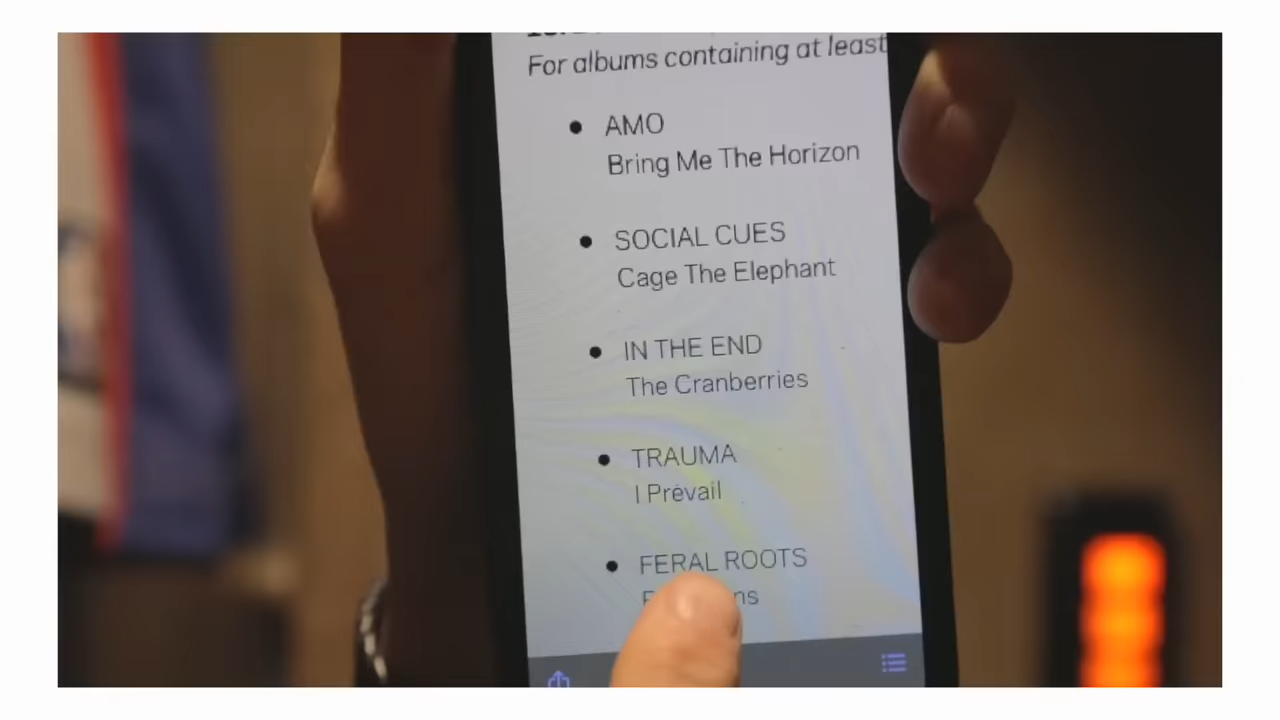 For albums containing at least
AMO
Bring Me The Horizon
SOCIAL CUES
Cage The Elephant
IN THE END
The Cranberries
TRAUMA
I Prevail
FERAL ROOTS